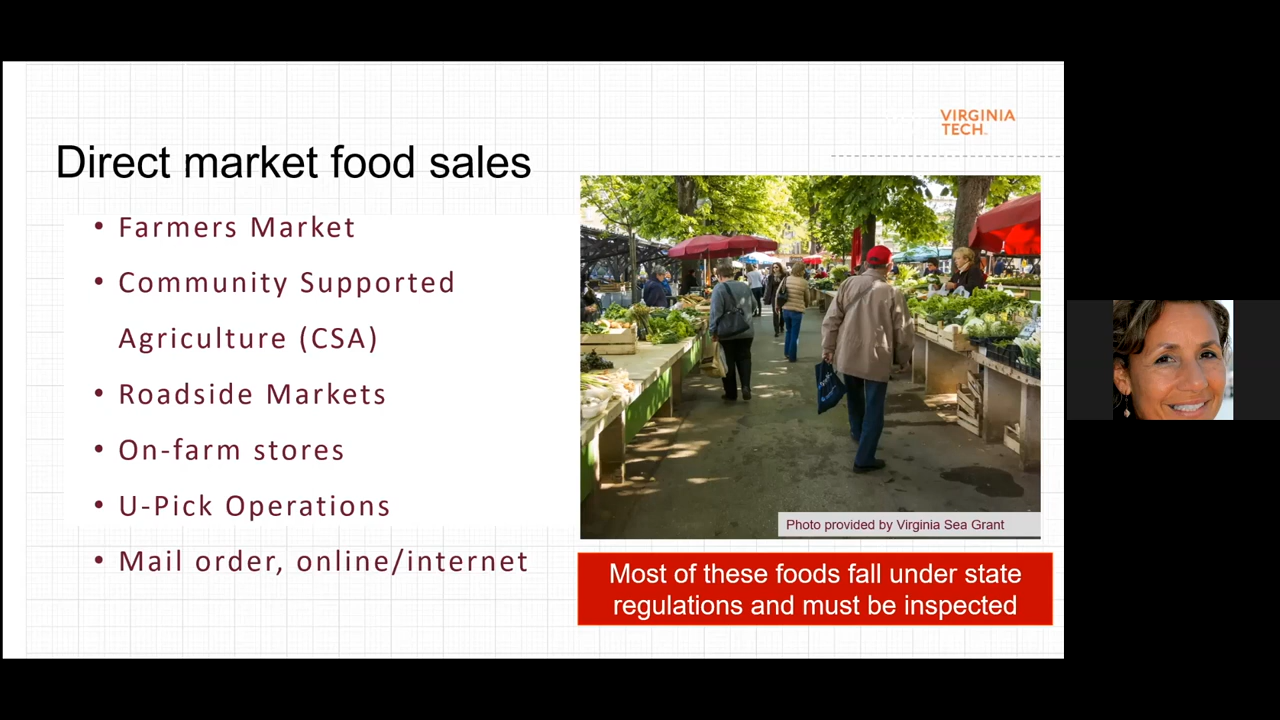 VIRGINIA
TECH
Direct market food sales
• Farmers Market
• Community Supported
Agriculture (CSA)
• Roadside Markets
• On-farm stores
• U-Pick Operations
• Mail order, online/internet
Photo provided by Virginia Sea Grant
Most of these foods fall under state
regulations and must be inspected